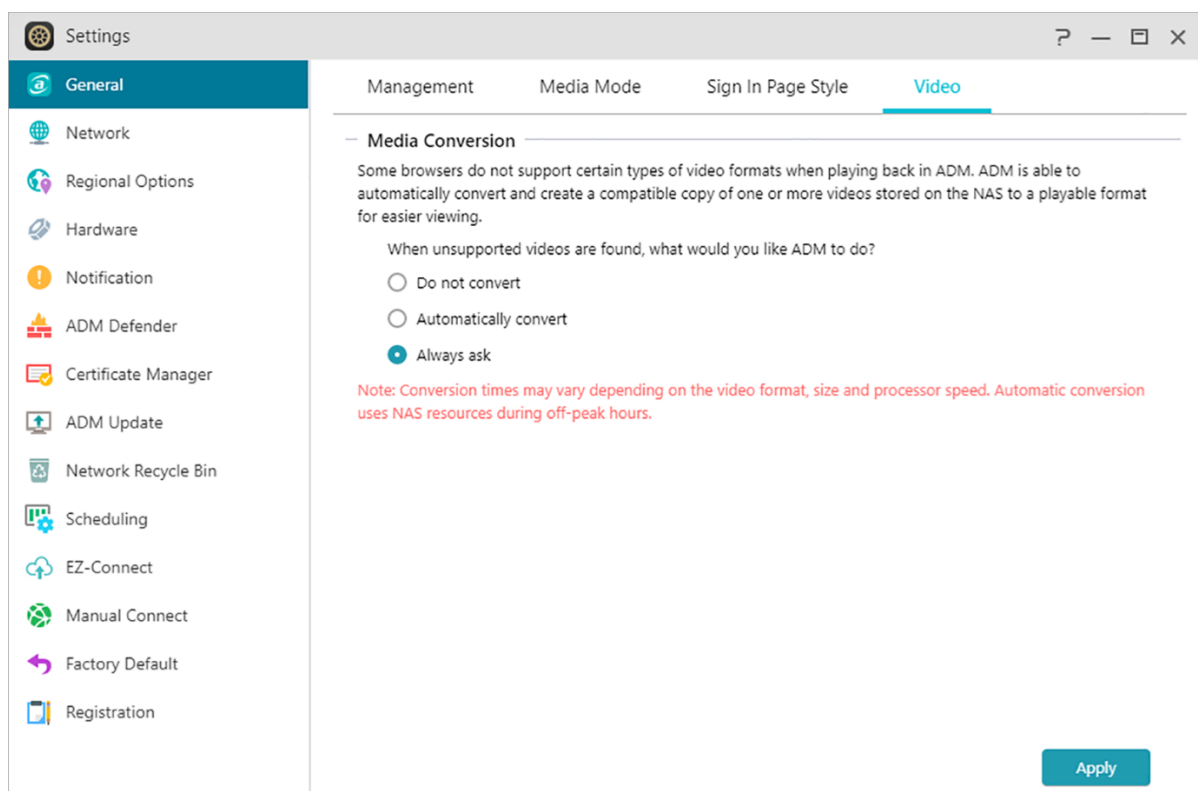 Settings
General
Network
Regional Options
Hardware
Notification
ADM Defender
Certificate Manager
ADM Update
Network Recycle Bin
Scheduling
EZ-Connect
Manual Connect
Factory Default
Registration
Management Media Mode Sign In Page Style Video
Media Conversion
Some browsers do not support certain types of video formats when playing back in ADM. ADM is able to
automatically convert and create a compatible copy of one or more videos stored on the NAS to a playable format
for easier viewing.
When unsupported videos are found, what would you like ADM to do?
Do not convert
Automatically convert
Always ask
Note: Conversion times may vary depending on the video format, size and processor speed. Automatic conversion
uses NAS resources during off-peak hours.
Apply